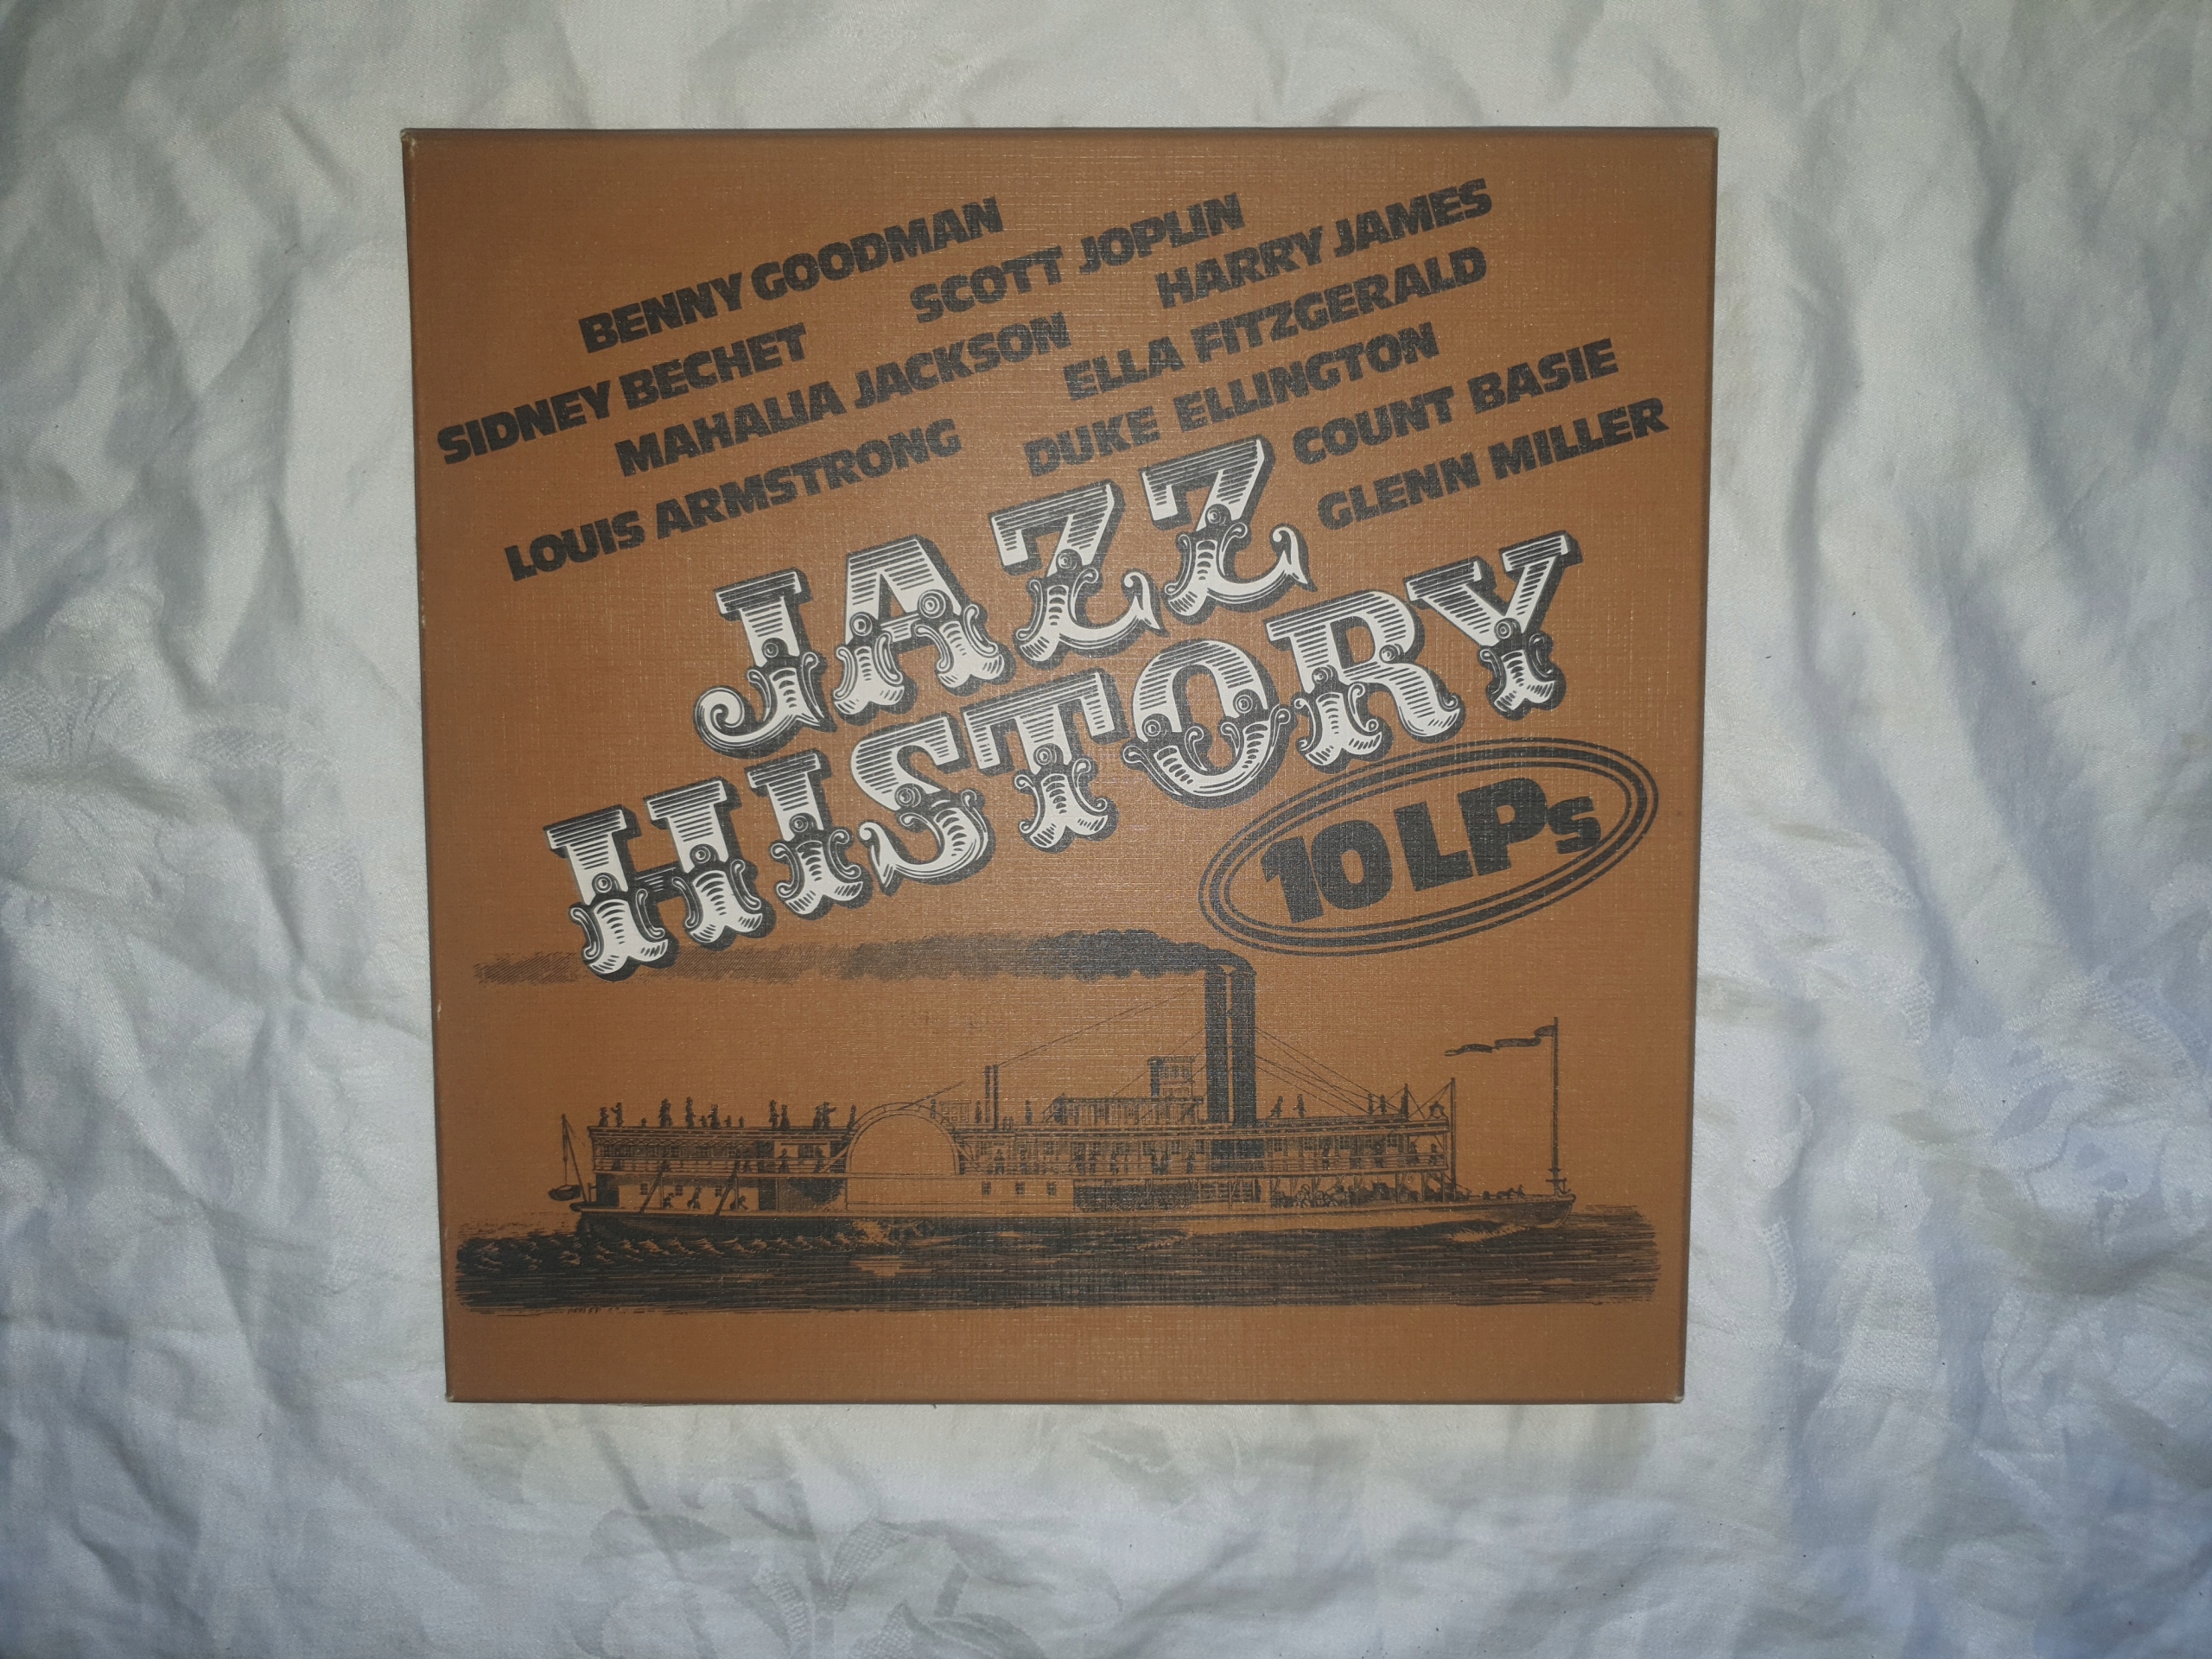 BENNY GOODMAN
SCOTT JOPLIN
HARRY JAMES
SIDNEY BECHET
MAHALIA JACKSON
ELLA FITZGERALD
LOUIS ARMSTRONG
DUKE ELLINGTON
COUNT BASIE
GLENN MILLER
JAZZ
HISTORY
10 LPs